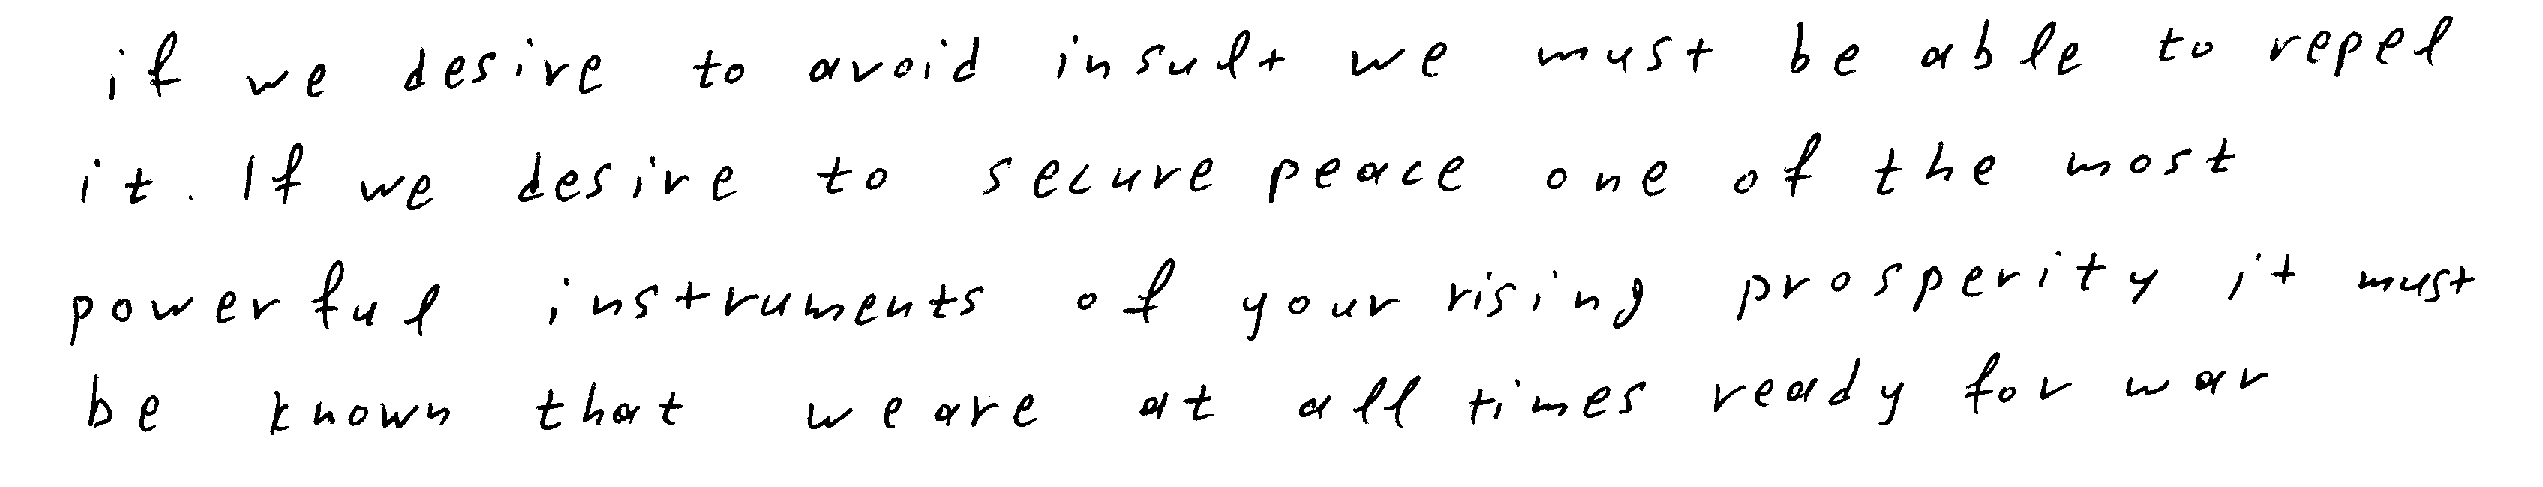 if we desire to avoid insult we must be able to repel
it. If we desire to secure peace one of the most
powerful instruments of your rising prosperity it must
be known that we are at all times ready for war